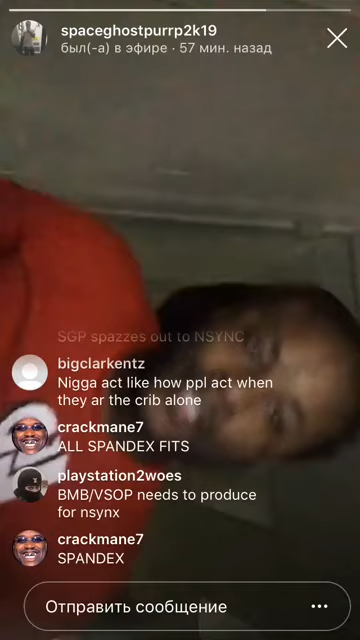 spaceghostpurrp2k19
был(-а) в эфире · 57 мин. назад
SGP spazzes out to NSYNC
bigclarkentz
Nigga act like how ppl act when
they ar the crib alone
crackmane7
ALL SPANDEX FITS
playstation2woes
BMB/VSOP needs to produce
for nsynx
crackmane7
SPANDEX
Отправить сообщение